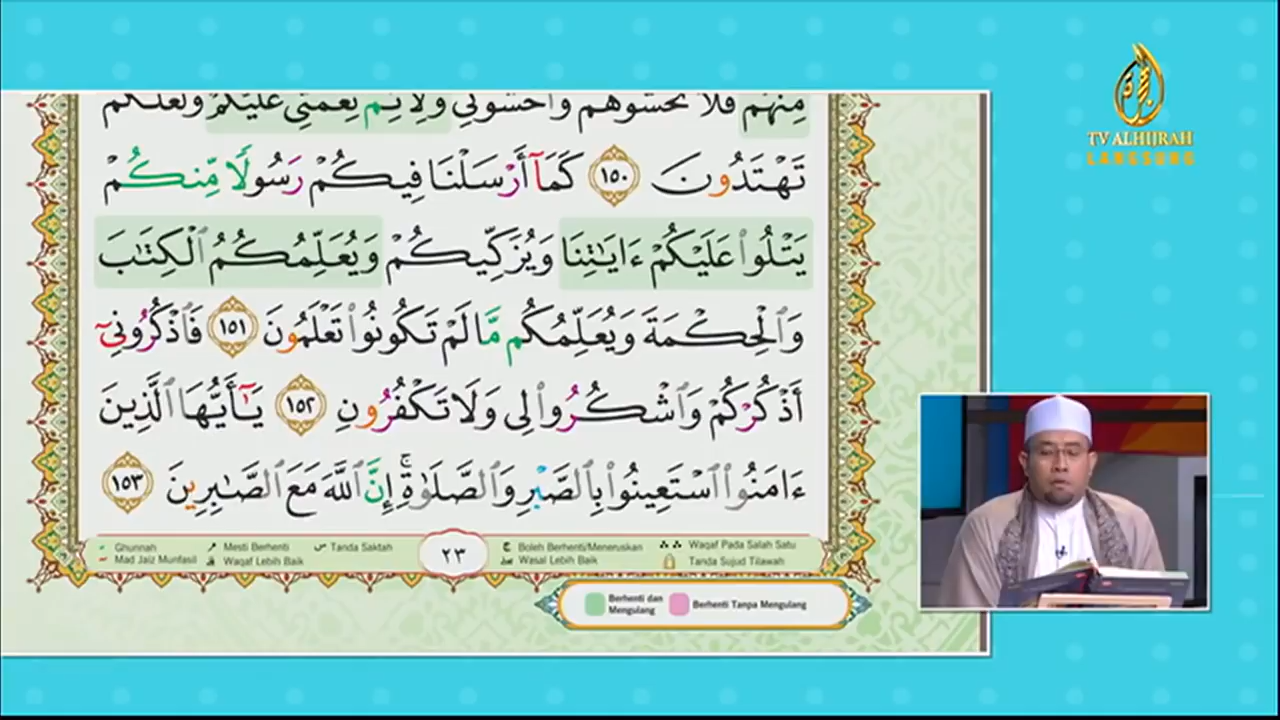 مِنْهُمْ فَلَا تَخْشَوْهُمْ وَاخْشَوْنِي وَلِأُتِمَّ نِعْمَتِي عَلَيْكُمْ وَلَعَلَّكُمْ
تَهْتَدُونَ ١٥٠ كَمَآ أَرْسَلْنَا فِيكُمْ رَسُولًا مِّنكُمْ
يَتْلُوا۟ عَلَيْكُمْ ءَايَـٰتِنَا وَيُزَكِّيكُمْ وَيُعَلِّمُكُمُ ٱلْكِتَـٰبَ
وَٱلْحِكْمَةَ وَيُعَلِّمُكُم مَّا لَمْ تَكُونُوا۟ تَعْلَمُونَ ١٥١ فَٱذْكُرُونِىٓ
أَذْكُرْكُمْ وَٱشْكُرُوا۟ لِى وَلَا تَكْفُرُونِ ١٥٢ يَـٰٓأَيُّهَا ٱلَّذِينَ
ءَامَنُوا۟ ٱسْتَعِينُوا۟ بِٱلصَّبْرِ وَٱلصَّلَوٰةِ ۚ إِنَّ ٱللَّهَ مَعَ ٱلصَّـٰبِرِينَ ١٥٣
Ghunnah
Mad Jaiz Munfasil
م Mesti Berhenti
قلى Waqaf Lebih Baik
س Tanda Saktah
٢٣
ج Boleh Berhenti/Meneruskan
صلى Wasal Lebih Baik
Waqaf Pada Salah Satu
Tanda Sujud Tilawah
Berhenti dan
Mengulang
Berhenti Tanpa Mengulang
TV ALHIJRAH
LANGSUNG